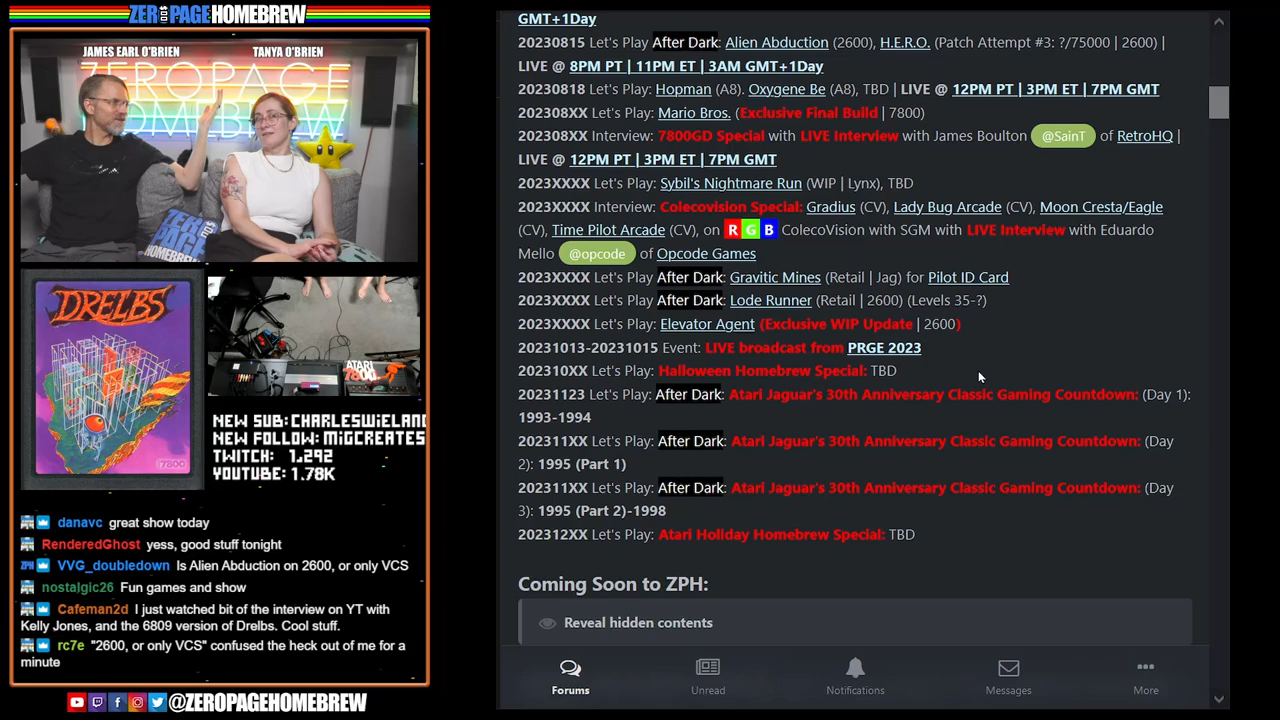 ZEROPAGEHOMEBREW
JAMES EARL O'BRIEN
TANYA O'BRIEN
ZEROPAGE
HOMEBREW
ZERO PAGE HOMEBREW
DRELBS
7800
ATARI 7800
NEW SUB: CHARLESWIELAND
NEW FOLLOW: MIGCREATES
TWITCH: 1,292
YOUTUBE: 1.78K
danavc great show today
RenderedGhost yess, good stuff tonight
VVG_doubledown Is Alien Abduction on 2600, or only VCS
nostalgic26 Fun games and show
Cafeman2d I just watched bit of the interview on YT with
Kelly Jones, and the 6809 version of Drelbs. Cool stuff.
rc7e "2600, or only VCS" confused the heck out of me for a
minute
@ZEROPAGEHOMEBREW
GMT+1Day
20230815 Let's Play After Dark: Alien Abduction (2600), H.E.R.O. (Patch Attempt #3: ?/75000 | 2600) |
LIVE @ 8PM PT | 11PM ET | 3AM GMT+1Day
20230818 Let's Play: Hopman (A8). Oxygene Be (A8), TBD | LIVE @ 12PM PT | 3PM ET | 7PM GMT
202308XX Let's Play: Mario Bros. (Exclusive Final Build | 7800)
202308XX Interview: 7800GD Special with LIVE Interview with James Boulton @SainT of RetroHQ |
LIVE @ 12PM PT | 3PM ET | 7PM GMT
2023XXXX Let's Play: Sybil's Nightmare Run (WIP | Lynx), TBD
2023XXXX Interview: Colecovision Special: Gradius (CV), Lady Bug Arcade (CV), Moon Cresta/Eagle
(CV), Time Pilot Arcade (CV), on R G B ColecoVision with SGM with LIVE Interview with Eduardo
Mello @opcode of Opcode Games
2023XXXX Let's Play After Dark: Gravitic Mines (Retail | Jag) for Pilot ID Card
2023XXXX Let's Play After Dark: Lode Runner (Retail | 2600) (Levels 35-?)
2023XXXX Let's Play: Elevator Agent (Exclusive WIP Update | 2600)
20231013-20231015 Event: LIVE broadcast from PRGE 2023
202310XX Let's Play: Halloween Homebrew Special: TBD
20231123 Let's Play: After Dark: Atari Jaguar's 30th Anniversary Classic Gaming Countdown: (Day 1):
1993-1994
202311XX Let's Play: After Dark: Atari Jaguar's 30th Anniversary Classic Gaming Countdown: (Day
2): 1995 (Part 1)
202311XX Let's Play: After Dark: Atari Jaguar's 30th Anniversary Classic Gaming Countdown: (Day
3): 1995 (Part 2)-1998
202312XX Let's Play: Atari Holiday Homebrew Special: TBD
Coming Soon to ZPH:
Reveal hidden contents
Forums
Unread
Notifications
Messages
More